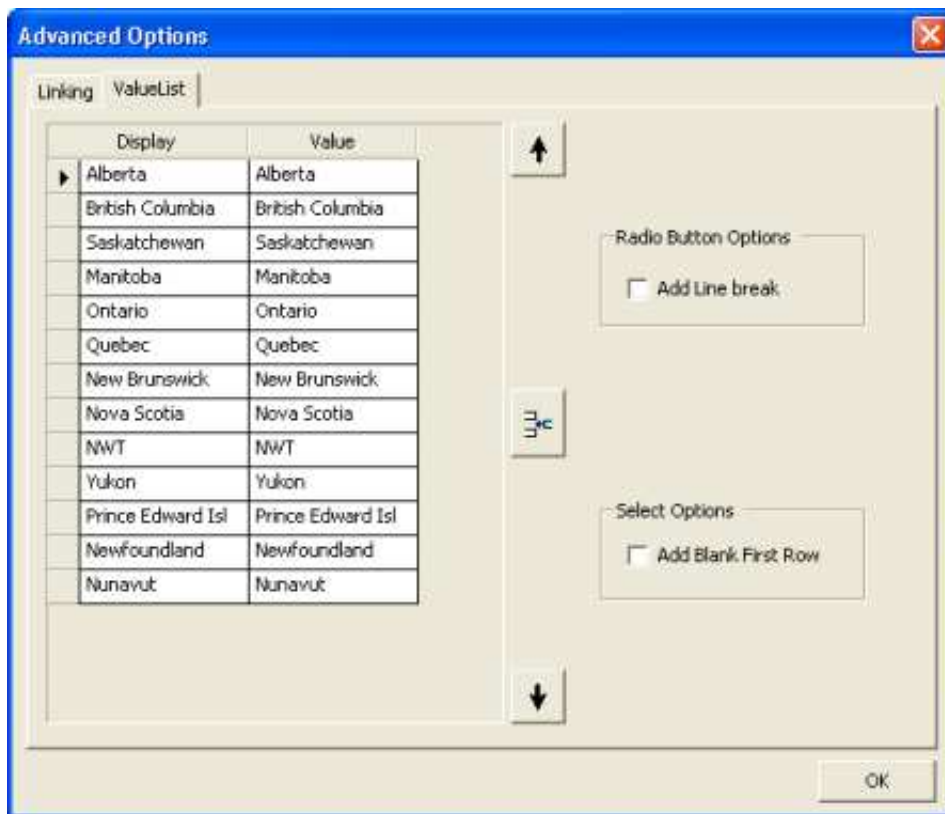 Advanced Options
Linking ValueList
Display Value
Alberta Alberta
British Columbia British Columbia
Saskatchewan Saskatchewan
Manitoba Manitoba
Ontario Ontario
Quebec Quebec
New Brunswick New Brunswick
Nova Scotia Nova Scotia
NWT NWT
Yukon Yukon
Prince Edward Isl Prince Edward Isl
Newfoundland Newfoundland
Nunavut Nunavut
Radio Button Options
Add Line break
Select Options
Add Blank First Row
OK